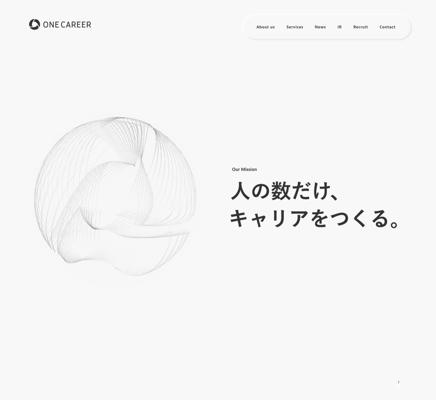 ONE CAREER
About us Services News IR Recruit Contact
Our Mission
人の数だけ、
キャリアをつくる。